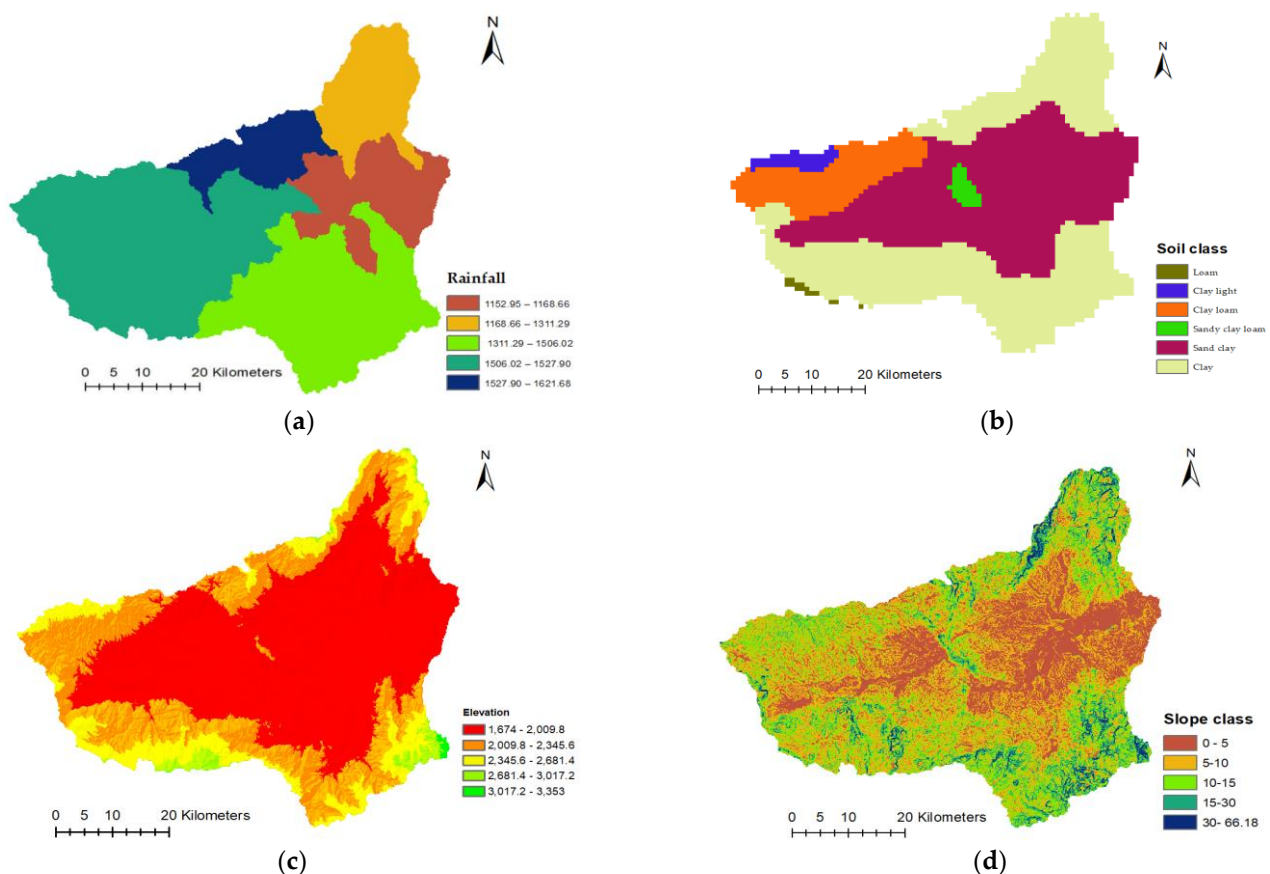 N
Rainfall
1152.95 – 1168.66
1168.66 – 1311.29
1311.29 – 1506.02
1506.02 – 1527.90
1527.90 – 1621.68
0 5 10 20 Kilometers
(a)
N
Soil class
Loam
Clay light
Clay loam
Sandy clay loam
Sand clay
Clay
0 5 10 20 Kilometers
(b)
N
Elevation
1,674 - 2,009.8
2,009.8 - 2,345.6
2,345.6 - 2,681.4
2,681.4 - 3,017.2
3,017.2 - 3,353
0 5 10 20 Kilometers
(c)
N
Slope class
0 - 5
5-10
10-15
15-30
30- 66.18
0 5 10 20 Kilometers
(d)